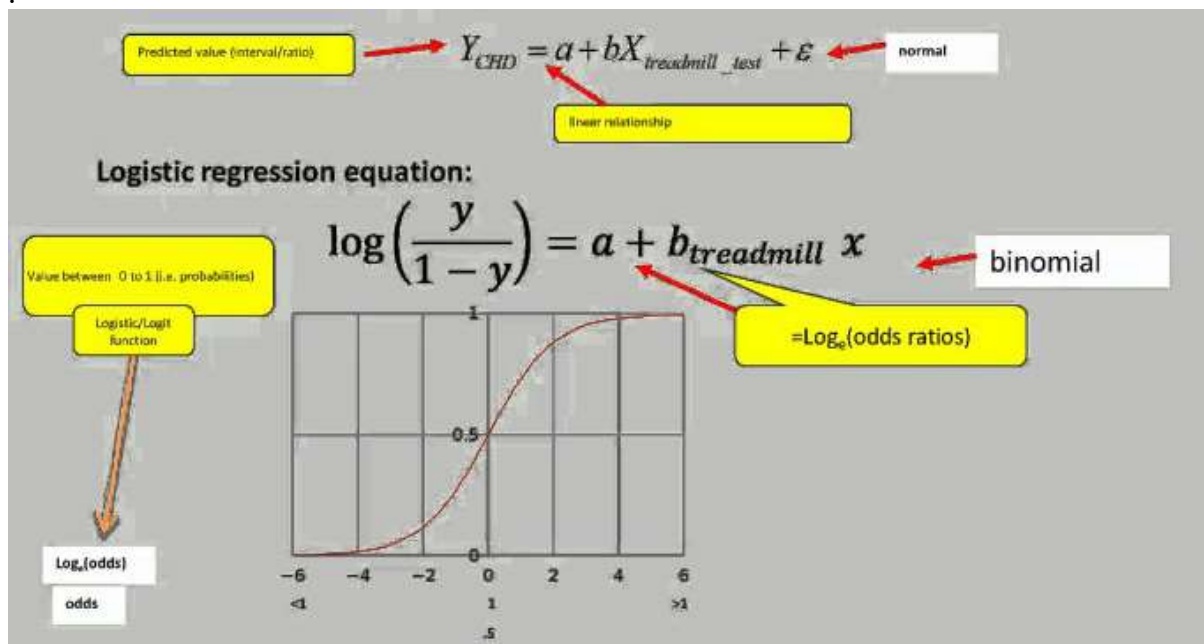 Predicted value (interval/ratio)
Y_CHD = a + bX_treadmill_test + ε
normal
linear relationship
Logistic regression equation:
log(y/(1 − y)) = a + b_treadmill x
binomial
Value between 0 to 1 (i.e. probabilities)
Logistic/Logit
function
=Logₑ(odds ratios)
1
0.5
0
−6 −4 −2 0 2 4 6
<1 1 >1
.5
Logₑ(odds)
odds